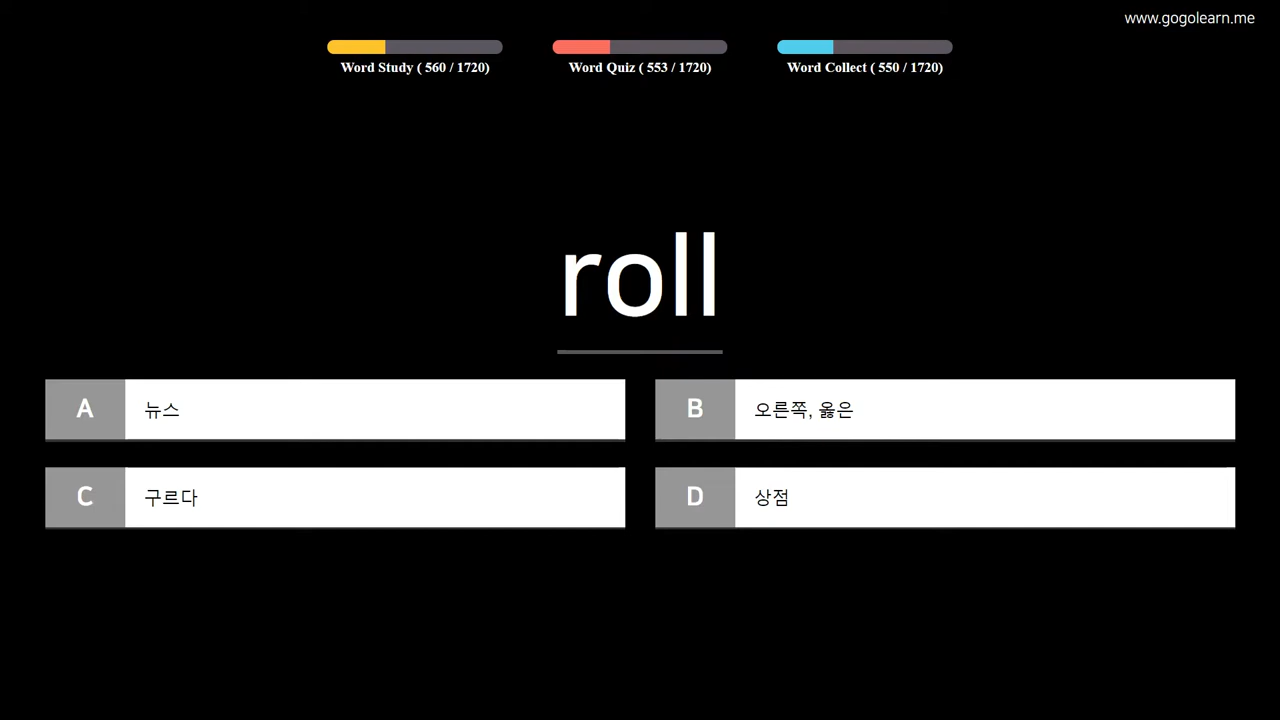 www.gogolearn.me
Word Study ( 560 / 1720)
Word Quiz ( 553 / 1720)
Word Collect ( 550 / 1720)
roll
A 뉴스
B 오른쪽, 옳은
C 구르다
D 상점